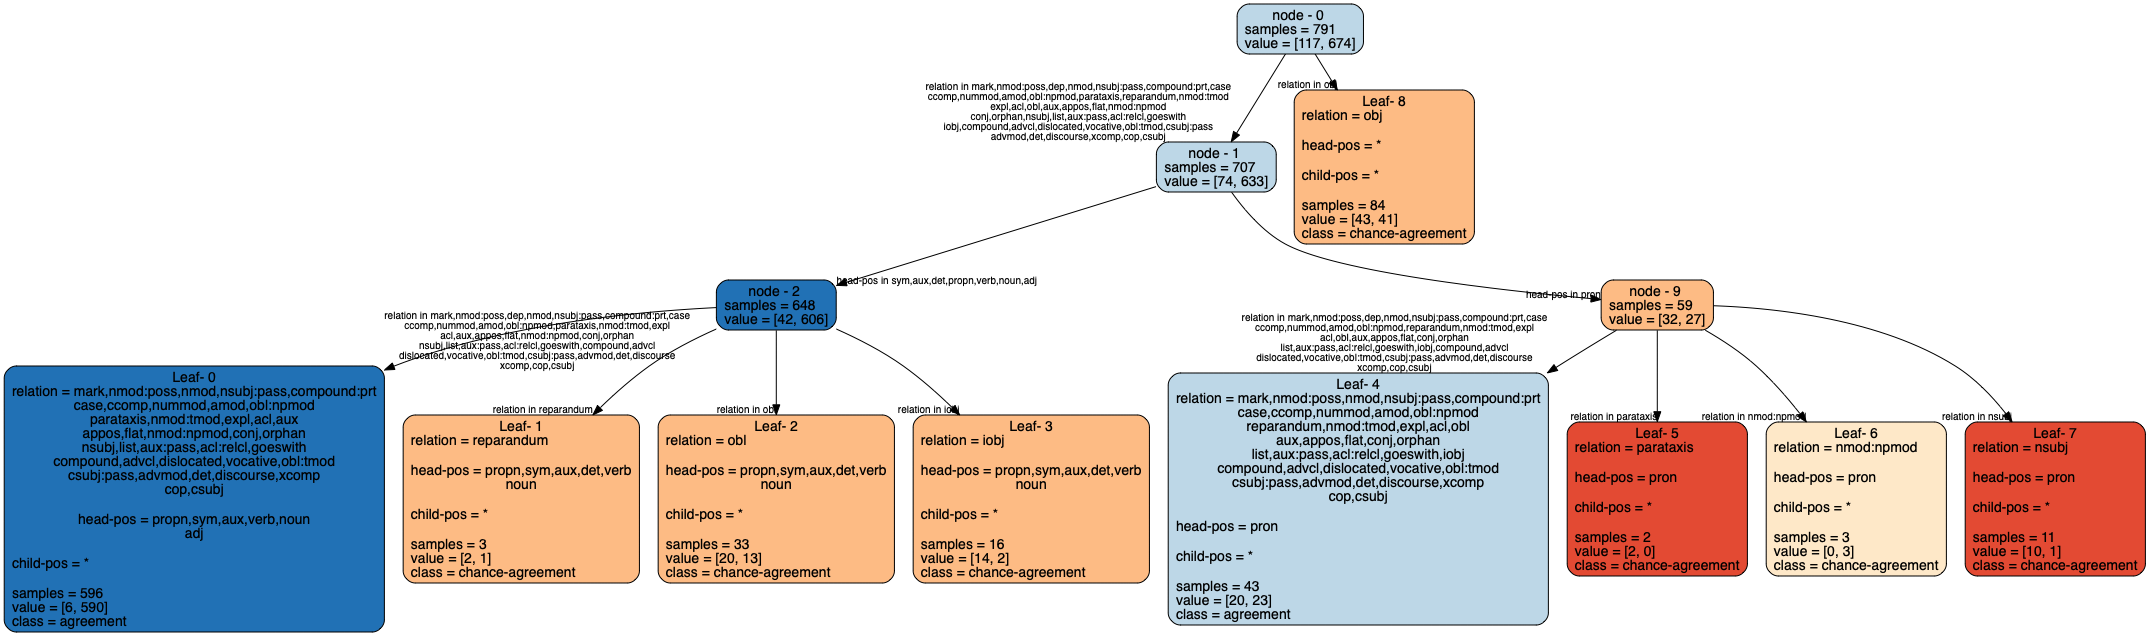 node - 0
samples = 791
value = [117, 674]
relation in mark,nmod:poss,dep,nmod,nsubj:pass,compound:prt,case
ccomp,nummod,amod,obl:npmod,parataxis,reparandum,nmod:tmod
expl,acl,obl,aux,appos,flat,nmod:npmod
conj,orphan,nsubj,list,aux:pass,acl:relcl,goeswith
iobj,compound,advcl,dislocated,vocative,obl:tmod,csubj:pass
advmod,det,discourse,xcomp,cop,csubj
relation in obj
Leaf- 8
relation = obj
head-pos = *
child-pos = *
samples = 84
value = [43, 41]
class = chance-agreement
node - 1
samples = 707
value = [74, 633]
head-pos in sym,aux,det,propn,verb,noun,adj
head-pos in pron
node - 2
samples = 648
value = [42, 606]
node - 9
samples = 59
value = [32, 27]
relation in mark,nmod:poss,dep,nmod,nsubj:pass,compound:prt,case
ccomp,nummod,amod,obl:npmod,parataxis,nmod:tmod,expl
acl,aux,appos,flat,nmod:npmod,conj,orphan
nsubj,list,aux:pass,acl:relcl,goeswith,compound,advcl
dislocated,vocative,obl:tmod,csubj:pass,advmod,det,discourse
xcomp,cop,csubj
relation in reparandum
relation in obl
relation in iobj
relation in mark,nmod:poss,dep,nmod,nsubj:pass,compound:prt,case
ccomp,nummod,amod,obl:npmod,reparandum,nmod:tmod,expl
acl,obl,aux,appos,flat,conj,orphan
list,aux:pass,acl:relcl,goeswith,iobj,compound,advcl
dislocated,vocative,obl:tmod,csubj:pass,advmod,det,discourse
xcomp,cop,csubj
relation in parataxis
relation in nmod:npmod
relation in nsubj
Leaf- 0
relation = mark,nmod:poss,nmod,nsubj:pass,compound:prt
case,ccomp,nummod,amod,obl:npmod
parataxis,nmod:tmod,expl,acl,aux
appos,flat,nmod:npmod,conj,orphan
nsubj,list,aux:pass,acl:relcl,goeswith
compound,advcl,dislocated,vocative,obl:tmod
csubj:pass,advmod,det,discourse,xcomp
cop,csubj
head-pos = propn,sym,aux,verb,noun
adj
child-pos = *
samples = 596
value = [6, 590]
class = agreement
Leaf- 1
relation = reparandum
head-pos = propn,sym,aux,det,verb
noun
child-pos = *
samples = 3
value = [2, 1]
class = chance-agreement
Leaf- 2
relation = obl
head-pos = propn,sym,aux,det,verb
noun
child-pos = *
samples = 33
value = [20, 13]
class = chance-agreement
Leaf- 3
relation = iobj
head-pos = propn,sym,aux,det,verb
noun
child-pos = *
samples = 16
value = [14, 2]
class = chance-agreement
Leaf- 4
relation = mark,nmod:poss,nmod,nsubj:pass,compound:prt
case,ccomp,nummod,amod,obl:npmod
reparandum,nmod:tmod,expl,acl,obl
aux,appos,flat,conj,orphan
list,aux:pass,acl:relcl,goeswith,iobj
compound,advcl,dislocated,vocative,obl:tmod
csubj:pass,advmod,det,discourse,xcomp
cop,csubj
head-pos = pron
child-pos = *
samples = 43
value = [20, 23]
class = agreement
Leaf- 5
relation = parataxis
head-pos = pron
child-pos = *
samples = 2
value = [2, 0]
class = chance-agreement
Leaf- 6
relation = nmod:npmod
head-pos = pron
child-pos = *
samples = 3
value = [0, 3]
class = chance-agreement
Leaf- 7
relation = nsubj
head-pos = pron
child-pos = *
samples = 11
value = [10, 1]
class = chance-agreement